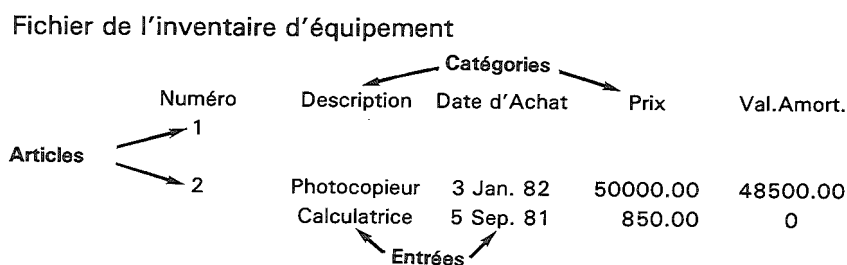 Fichier de l'inventaire d'équipement
Catégories
Numéro Description Date d'Achat Prix Val.Amort.
1
Articles
2 Photocopieur 3 Jan. 82 50000.00 48500.00
Calculatrice 5 Sep. 81 850.00 0
Entrées